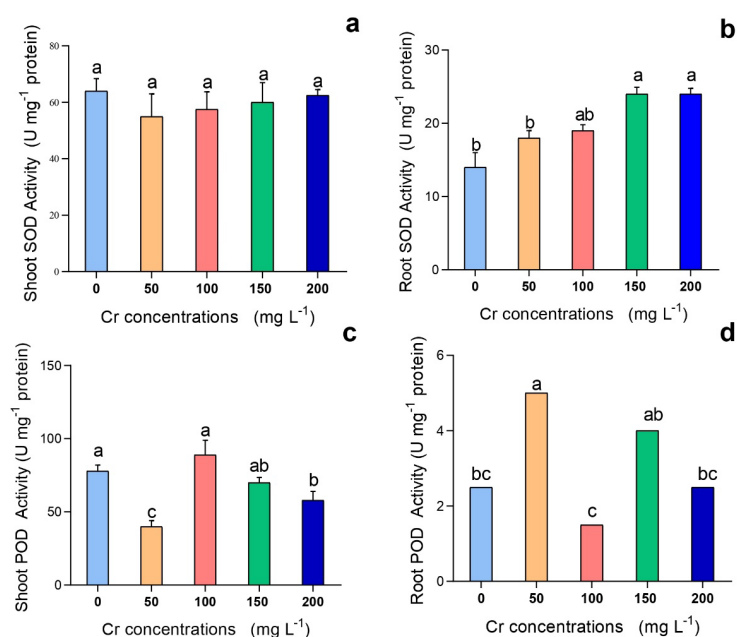 a
Shoot SOD Activity (U mg⁻¹ protein)
80
60
40
20
0
a a a a a
0 50 100 150 200
Cr concentrations (mg L⁻¹)
b
Root SOD Activity (U mg⁻¹ protein)
30
20
10
0
b b ab a a
0 50 100 150 200
Cr concentrations (mg L⁻¹)
c
Shoot POD Activity (U mg⁻¹ protein)
150
100
50
0
a c a ab b
0 50 100 150 200
Cr concentrations (mg L⁻¹)
d
Root POD Activity (U mg⁻¹ protein)
6
4
2
0
bc a c ab bc
0 50 100 150 200
Cr concentrations (mg L⁻¹)